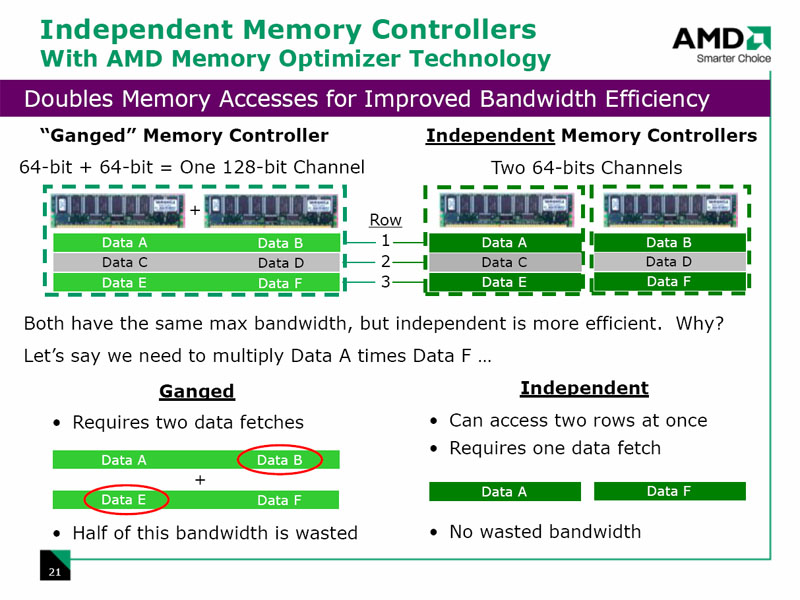 Independent Memory Controllers
With AMD Memory Optimizer Technology
AMD
Smarter Choice
Doubles Memory Accesses for Improved Bandwidth Efficiency
“Ganged” Memory Controller
64-bit + 64-bit = One 128-bit Channel
+
Data A Data B
Data C Data D
Data E Data F
Row
1
2
3
Independent Memory Controllers
Two 64-bits Channels
Data A Data B
Data C Data D
Data E Data F
Both have the same max bandwidth, but independent is more efficient.  Why?
Let’s say we need to multiply Data A times Data F …
Ganged
• Requires two data fetches
Data A Data B
+
Data E Data F
• Half of this bandwidth is wasted
Independent
• Can access two rows at once
• Requires one data fetch
Data A Data F
• No wasted bandwidth
21